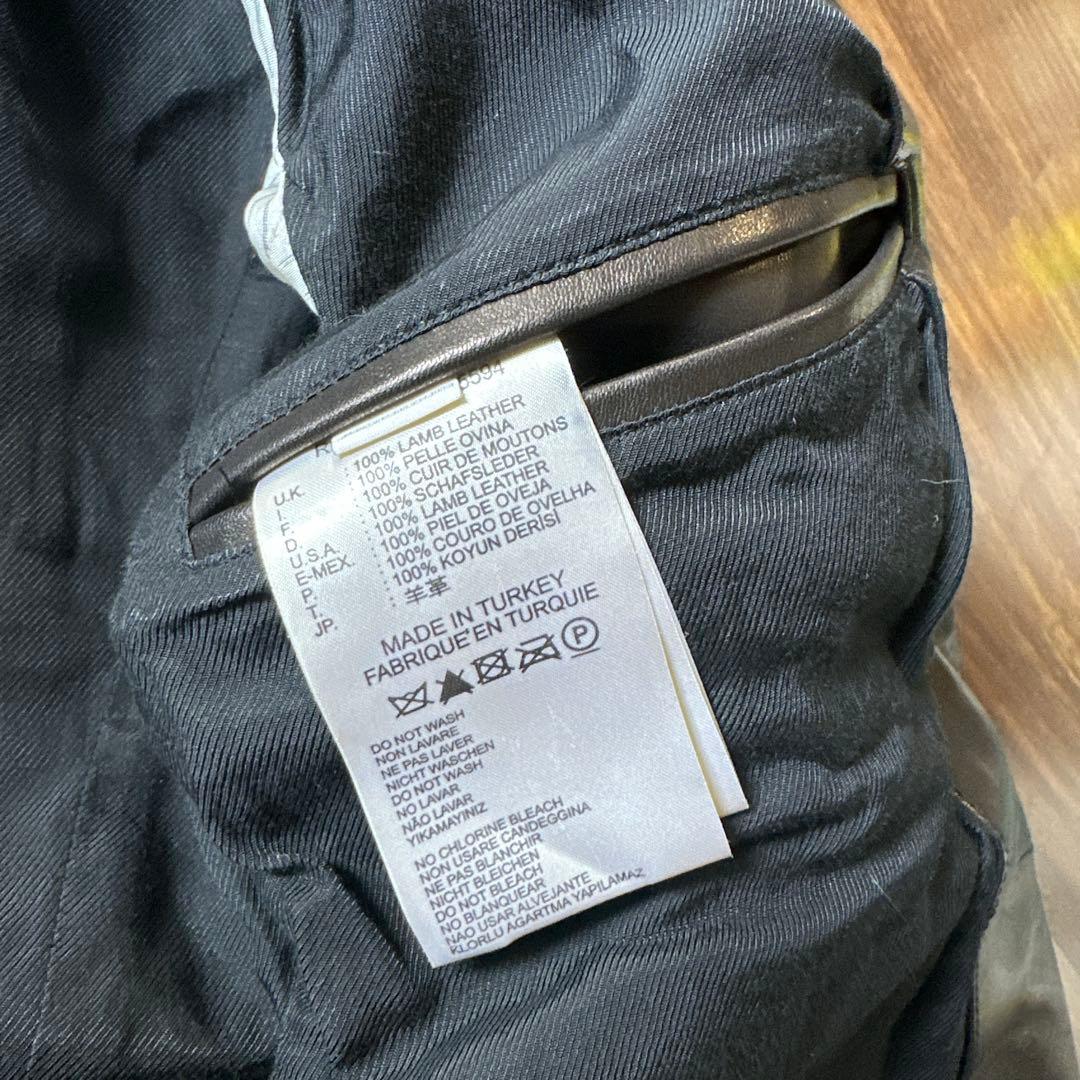 5594
R
U.K. 100% LAMB LEATHER
I. 100% PELLE OVINA
F. 100% CUIR DE MOUTONS
D. 100% SCHAFSLEDER
U.S.A. 100% LAMB LEATHER
E-MEX. 100% PIEL DE OVEJA
P. 100% COURO DE OVELHA
T. 100% KOYUN DERISİ
JP. 羊革
MADE IN TURKEY
FABRIQUE EN TURQUIE
P
DO NOT WASH
NON LAVARE
NE PAS LAVER
NICHT WASCHEN
DO NOT WASH
NO LAVAR
NÃO LAVAR
YIKAMAYINIZ
NO CHLORINE BLEACH
NON USARE CANDEGGINA
NE PAS BLANCHIR
NICHT BLEICHEN
DO NOT BLEACH
NO BLANQUEAR
NAO USAR ALVEJANTE
KLORLU AGARTMA YAPILAMAZ